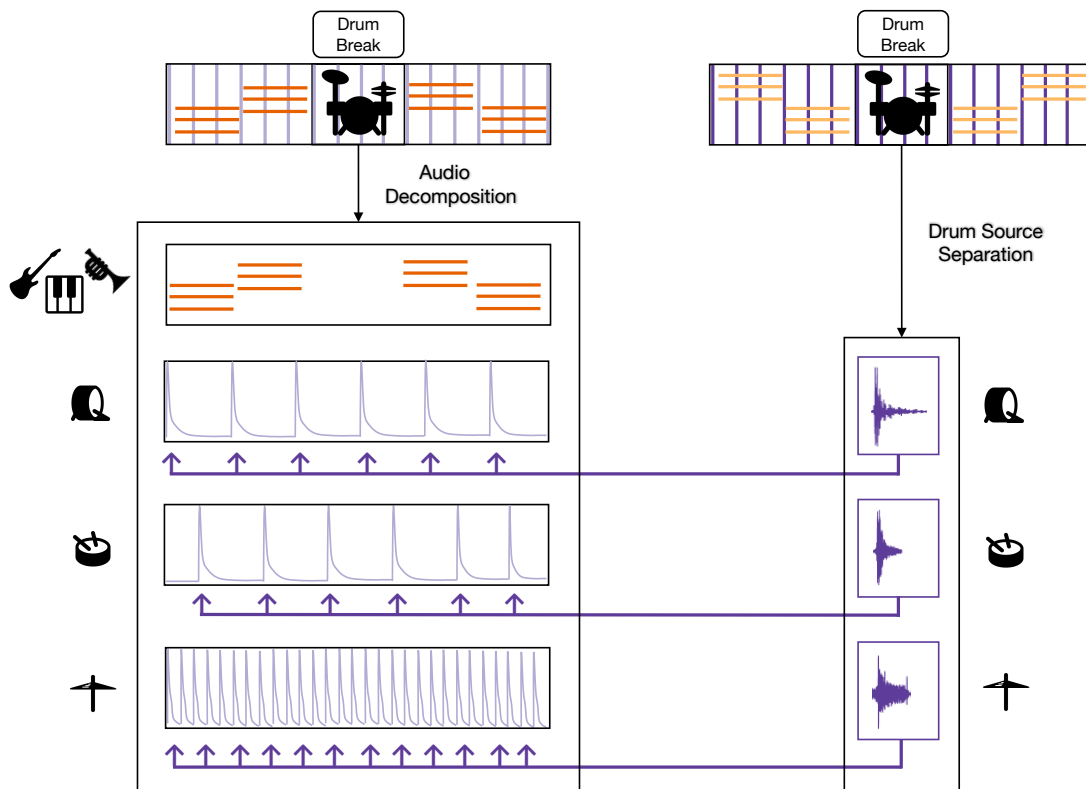 Drum
Break
Drum
Break
Audio
Decomposition
Drum Source
Separation